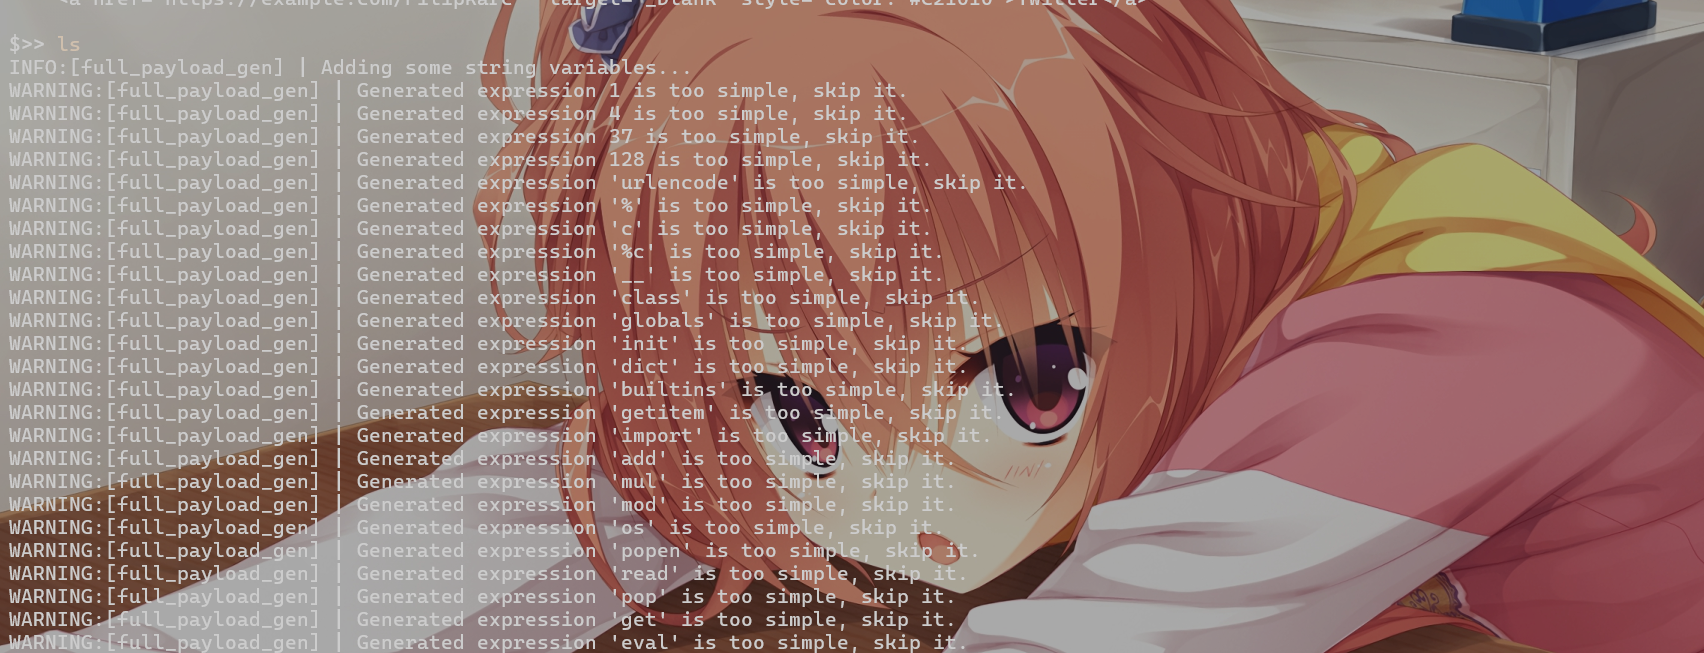 <a href="https://example.com/FilipKarc" target="_blank" style="color: #C21010">Twitter</a>
$>> ls
INFO:[full_payload_gen] | Adding some string variables...
WARNING:[full_payload_gen] | Generated expression 1 is too simple, skip it.
WARNING:[full_payload_gen] | Generated expression 4 is too simple, skip it.
WARNING:[full_payload_gen] | Generated expression 37 is too simple, skip it.
WARNING:[full_payload_gen] | Generated expression 128 is too simple, skip it.
WARNING:[full_payload_gen] | Generated expression 'urlencode' is too simple, skip it.
WARNING:[full_payload_gen] | Generated expression '%' is too simple, skip it.
WARNING:[full_payload_gen] | Generated expression 'c' is too simple, skip it.
WARNING:[full_payload_gen] | Generated expression '%c' is too simple, skip it.
WARNING:[full_payload_gen] | Generated expression '__' is too simple, skip it.
WARNING:[full_payload_gen] | Generated expression 'class' is too simple, skip it.
WARNING:[full_payload_gen] | Generated expression 'globals' is too simple, skip it.
WARNING:[full_payload_gen] | Generated expression 'init' is too simple, skip it.
WARNING:[full_payload_gen] | Generated expression 'dict' is too simple, skip it.
WARNING:[full_payload_gen] | Generated expression 'builtins' is too simple, skip it.
WARNING:[full_payload_gen] | Generated expression 'getitem' is too simple, skip it.
WARNING:[full_payload_gen] | Generated expression 'import' is too simple, skip it.
WARNING:[full_payload_gen] | Generated expression 'add' is too simple, skip it.
WARNING:[full_payload_gen] | Generated expression 'mul' is too simple, skip it.
WARNING:[full_payload_gen] | Generated expression 'mod' is too simple, skip it.
WARNING:[full_payload_gen] | Generated expression 'os' is too simple, skip it.
WARNING:[full_payload_gen] | Generated expression 'popen' is too simple, skip it.
WARNING:[full_payload_gen] | Generated expression 'read' is too simple, skip it.
WARNING:[full_payload_gen] | Generated expression 'pop' is too simple, skip it.
WARNING:[full_payload_gen] | Generated expression 'get' is too simple, skip it.
WARNING:[full_payload_gen] | Generated expression 'eval' is too simple, skip it.